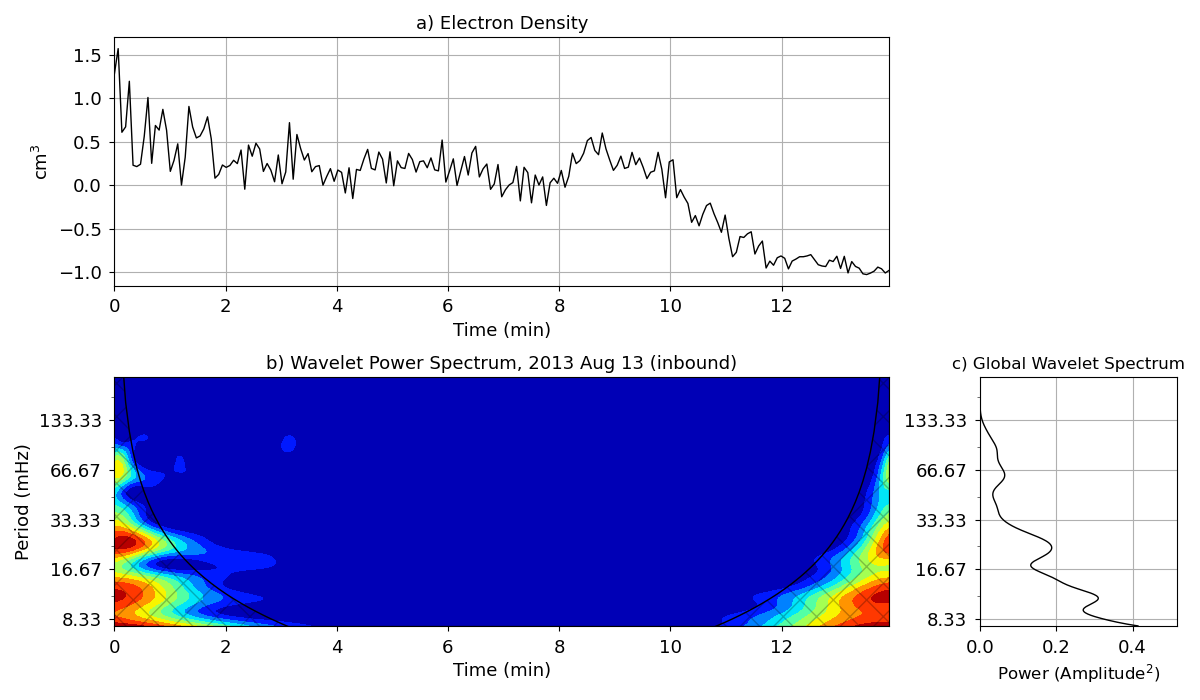 a) Electron Density
1.5
1.0
0.5
0.0
−0.5
−1.0
cm³
0 2 4 6 8 10 12
Time (min)
b) Wavelet Power Spectrum, 2013 Aug 13 (inbound)
133.33
66.67
33.33
16.67
8.33
Period (mHz)
0 2 4 6 8 10 12
Time (min)
c) Global Wavelet Spectrum
133.33
66.67
33.33
16.67
8.33
0.0 0.2 0.4
Power (Amplitude²)